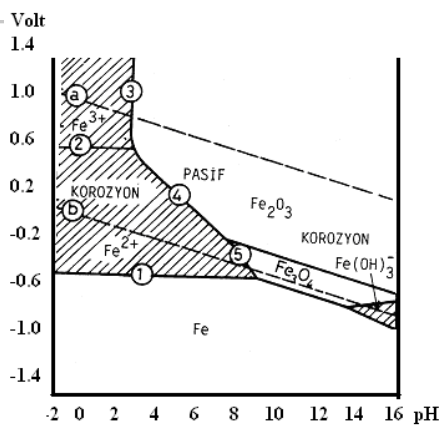 Volt
1.4
1.0
0.6
0.2
-0.2
-0.6
-1.0
-1.4
a
3
Fe3+
2
PASİF
KOROZYON
4
Fe2O3
b
KOROZYON
Fe2+
5
Fe3O4
Fe(OH)3-
1
Fe
-2 0 2 4 6 8 10 12 14 16 pH